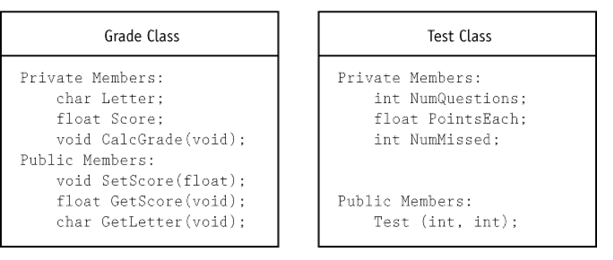 Grade Class
Private Members:
char Letter;
float Score;
void CalcGrade(void);
Public Members:
void SetScore(float);
float GetScore(void);
char GetLetter(void);
Test Class
Private Members:
int NumQuestions;
float PointsEach;
int NumMissed;
Public Members:
Test (int, int);